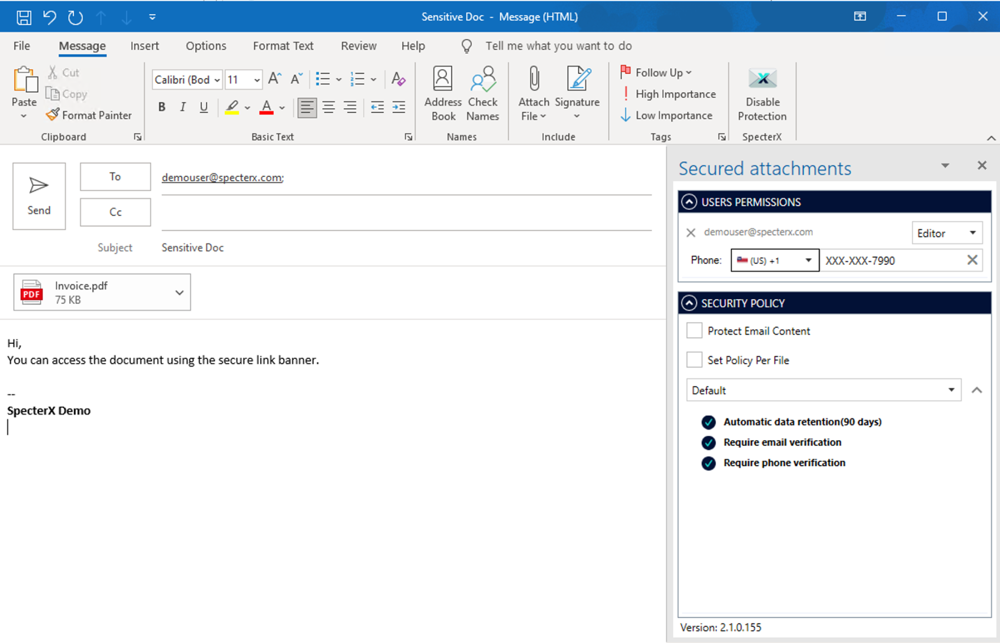 Sensitive Doc - Message (HTML)
File Message Insert Options Format Text Review Help Tell me what you want to do
Paste
Cut
Copy
Format Painter
Clipboard
Calibri (Bod 11
B I U
Basic Text
Address Book
Check Names
Names
Attach File
Signature
Include
Follow Up
High Importance
Low Importance
Tags
Disable Protection
SpecterX
Send
To demouser@specterx.com;
Cc
Subject Sensitive Doc
PDF
Invoice.pdf
75 KB
Hi,
You can access the document using the secure link banner.
--
SpecterX Demo
Secured attachments
USERS PERMISSIONS
demouser@specterx.com Editor
Phone: (US) +1 XXX-XXX-7990
SECURITY POLICY
Protect Email Content
Set Policy Per File
Default
Automatic data retention(90 days)
Require email verification
Require phone verification
Version: 2.1.0.155